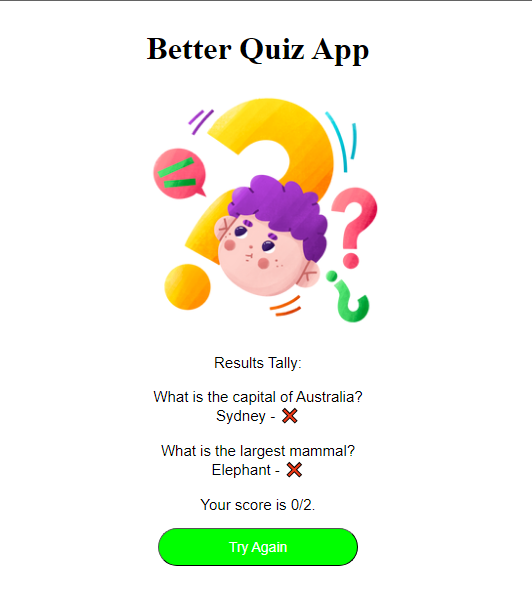 Better Quiz App
Results Tally:
What is the capital of Australia?
Sydney - ❌
What is the largest mammal?
Elephant - ❌
Your score is 0/2.
Try Again